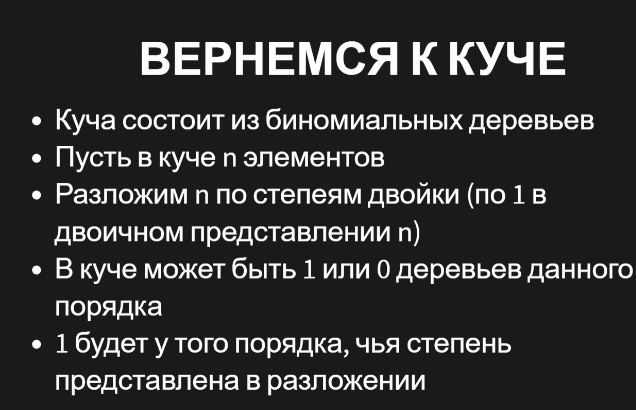 ВЕРНЕМСЯ К КУЧЕ
• Куча состоит из биномиальных деревьев
• Пусть в куче n элементов
• Разложим n по степеям двойки (по 1 в
двоичном представлении n)
• В куче может быть 1 или 0 деревьев данного
порядка
• 1 будет у того порядка, чья степень
представлена в разложении